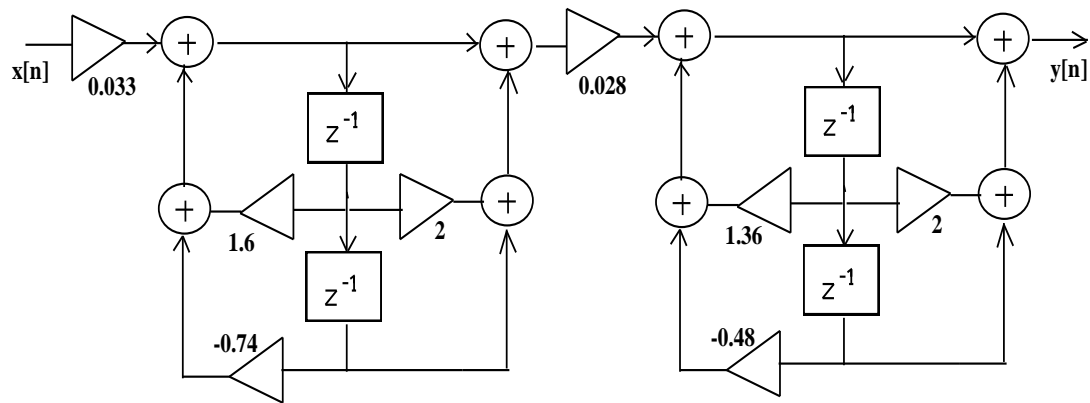 x[n]
0.033
+
+
0.028
+
+
y[n]
z⁻¹
z⁻¹
+
1.6
2
+
+
1.36
2
+
z⁻¹
z⁻¹
-0.74
-0.48